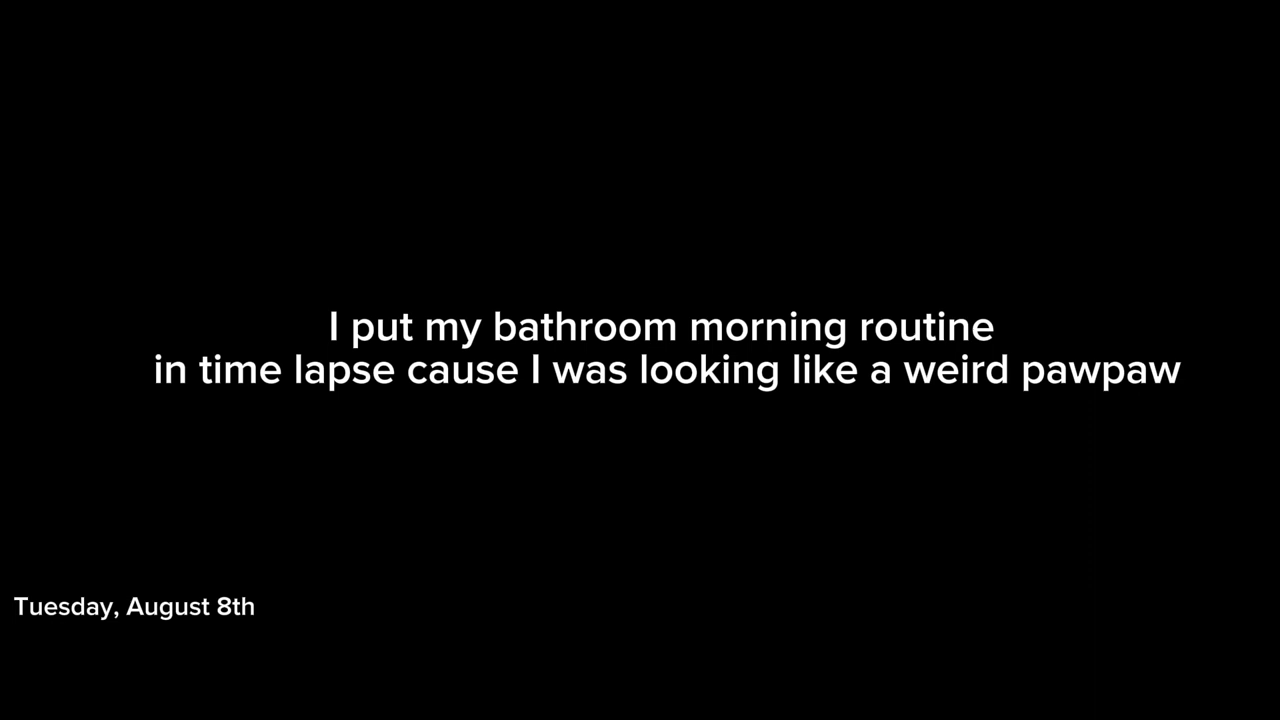 I put my bathroom morning routine
in time lapse cause I was looking like a weird pawpaw
Tuesday, August 8th